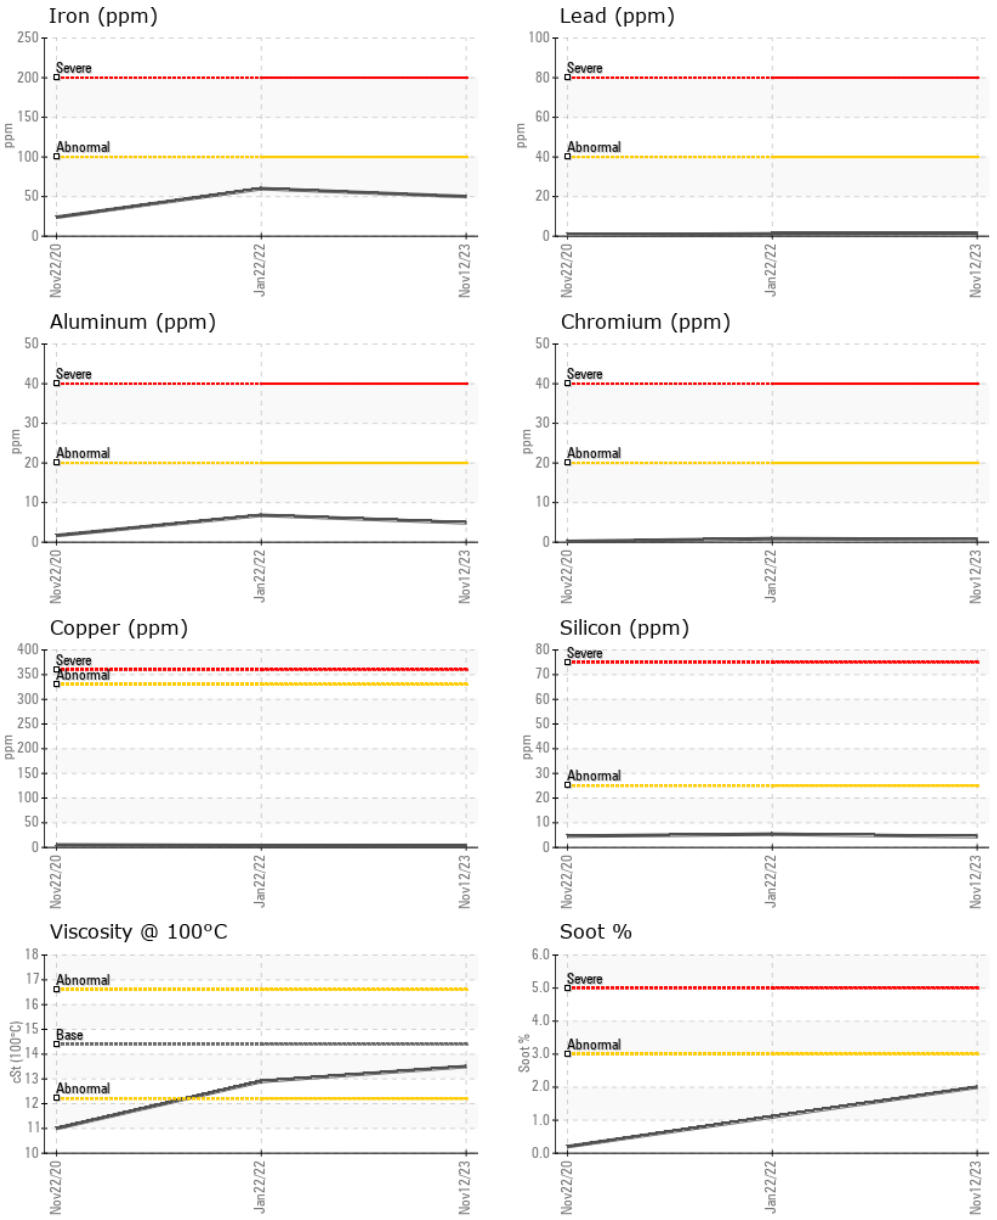 Iron (ppm)
250
200
150
100
50
0
ppm
Severe
Abnormal
Nov22/20
Jan22/22
Nov12/23
Lead (ppm)
100
80
60
40
20
0
ppm
Severe
Abnormal
Nov22/20
Jan22/22
Nov12/23
Aluminum (ppm)
50
40
30
20
10
0
ppm
Severe
Abnormal
Nov22/20
Jan22/22
Nov12/23
Chromium (ppm)
50
40
30
20
10
0
ppm
Severe
Abnormal
Nov22/20
Jan22/22
Nov12/23
Copper (ppm)
400
350
300
250
200
150
100
50
0
ppm
Severe
Abnormal
Nov22/20
Jan22/22
Nov12/23
Silicon (ppm)
80
70
60
50
40
30
20
10
0
ppm
Severe
Abnormal
Nov22/20
Jan22/22
Nov12/23
Viscosity @ 100°C
18
17
16
15
14
13
12
11
10
cSt (100°C)
Abnormal
Base
Abnormal
Nov22/20
Jan22/22
Nov12/23
Soot %
6.0
5.0
4.0
3.0
2.0
1.0
0.0
Soot %
Severe
Abnormal
Nov22/20
Jan22/22
Nov12/23